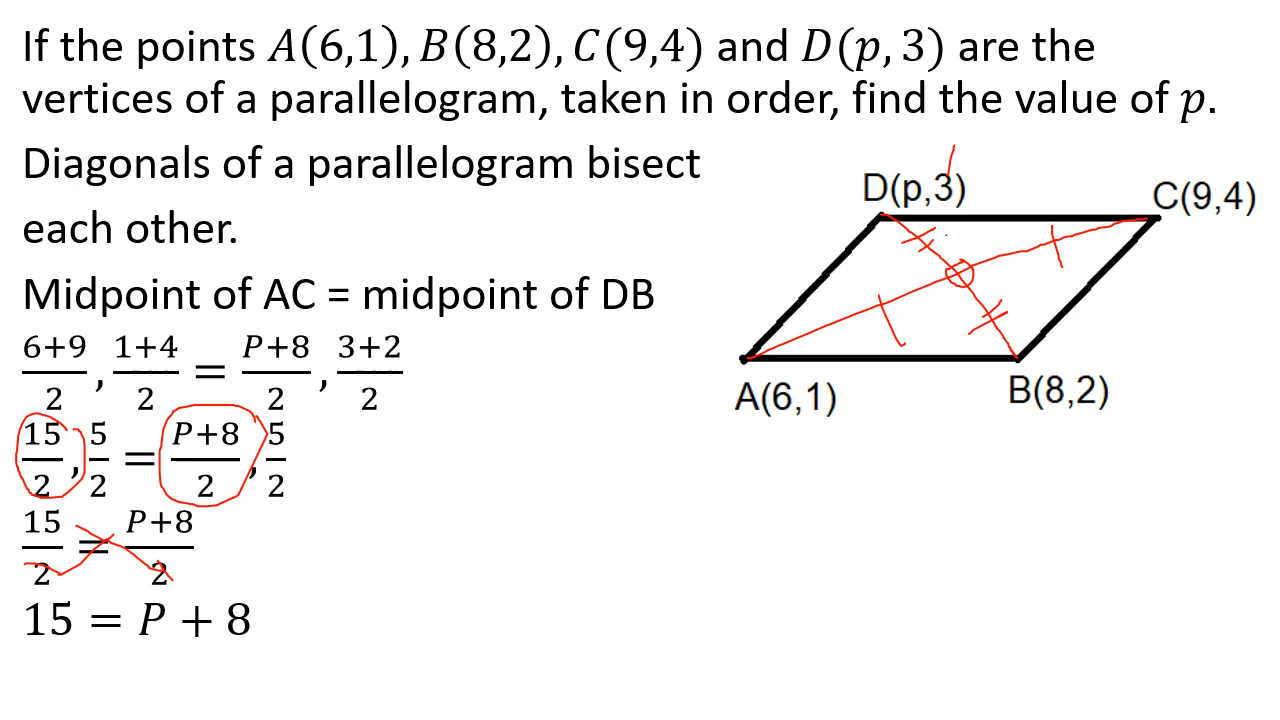 If the points A(6,1), B(8,2), C(9,4) and D(p, 3) are the
vertices of a parallelogram, taken in order, find the value of p.
Diagonals of a parallelogram bisect
each other.
Midpoint of AC = midpoint of DB
6+9/2, 1+4/2 = P+8/2, 3+2/2
15/2, 5/2 = P+8/2, 5/2
15/2 = P+8/2
15 = P + 8
D(p,3)
C(9,4)
A(6,1)
B(8,2)